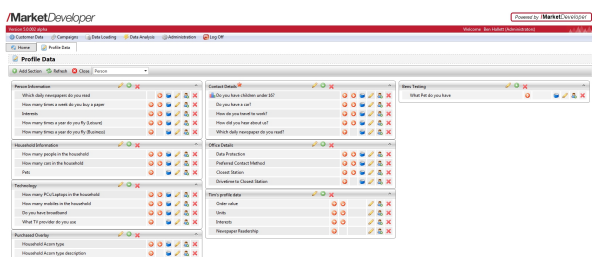 /MarketDeveloper
Powered by /MarketDeveloper
Version 5.0.002 alpha
Welcome Ben Hallett (Administrators)
Customer Data Campaigns Data Loading Data Analysis Administration Log Off
Home Profile Data
Profile Data
Add Section Refresh Close Person
Person Information
Which daily newspapers do you read
How many times a week do you buy a paper
Interests
How many times a year do you fly (Leisure)
How many times a year do you fly (Business)
Household Information
How many people in the household
How many cars in the household
Pets
Technology
How many PCs/Laptops in the household
How many mobiles in the household
Do you have broadband
What TV provider do you use
Purchased Overlay
Household Acorn type
Household Acorn type description
Contact Details
Do you have children under 16?
Do you have a car?
How do you travel to work?
How did you hear about us?
Which daily newspapers do you read?
Office Details
Data Protection
Preferred Contact Method
Closest Station
Drivetime to Closest Station
Tim's profile data
Order value
Units
Interests
Newspaper Readership
Bens Testing
What Pet do you have